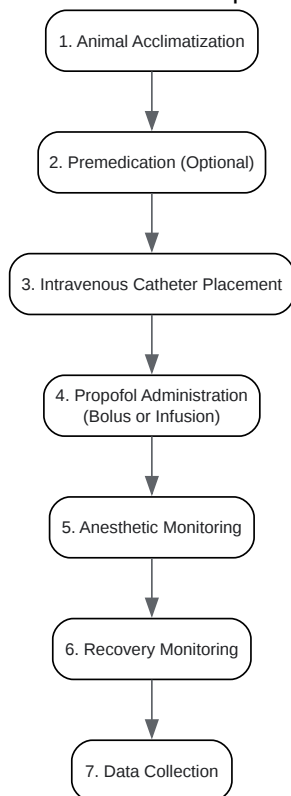 1. Animal Acclimatization
2. Premedication (Optional)
3. Intravenous Catheter Placement
4. Propofol Administration
(Bolus or Infusion)
5. Anesthetic Monitoring
6. Recovery Monitoring
7. Data Collection